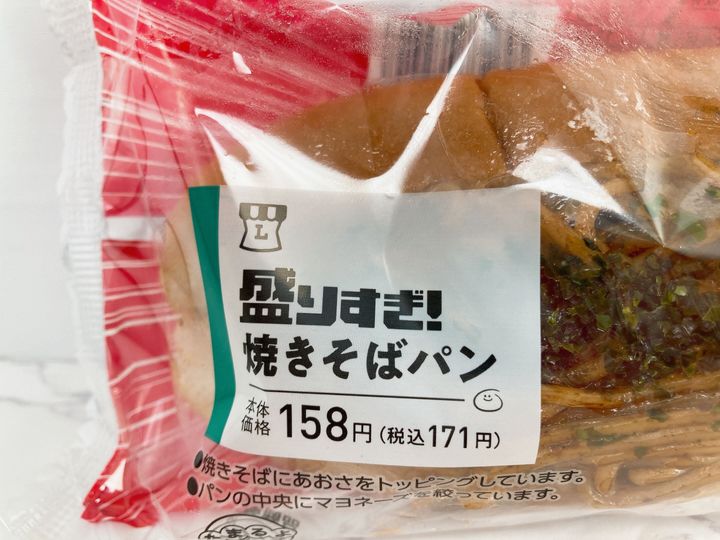 L
盛りすぎ!
焼きそばパン
本体価格 158円(税込171円)
●焼きそばにあおさをトッピングしています。
●パンの中央にマヨネーズを絞っています。